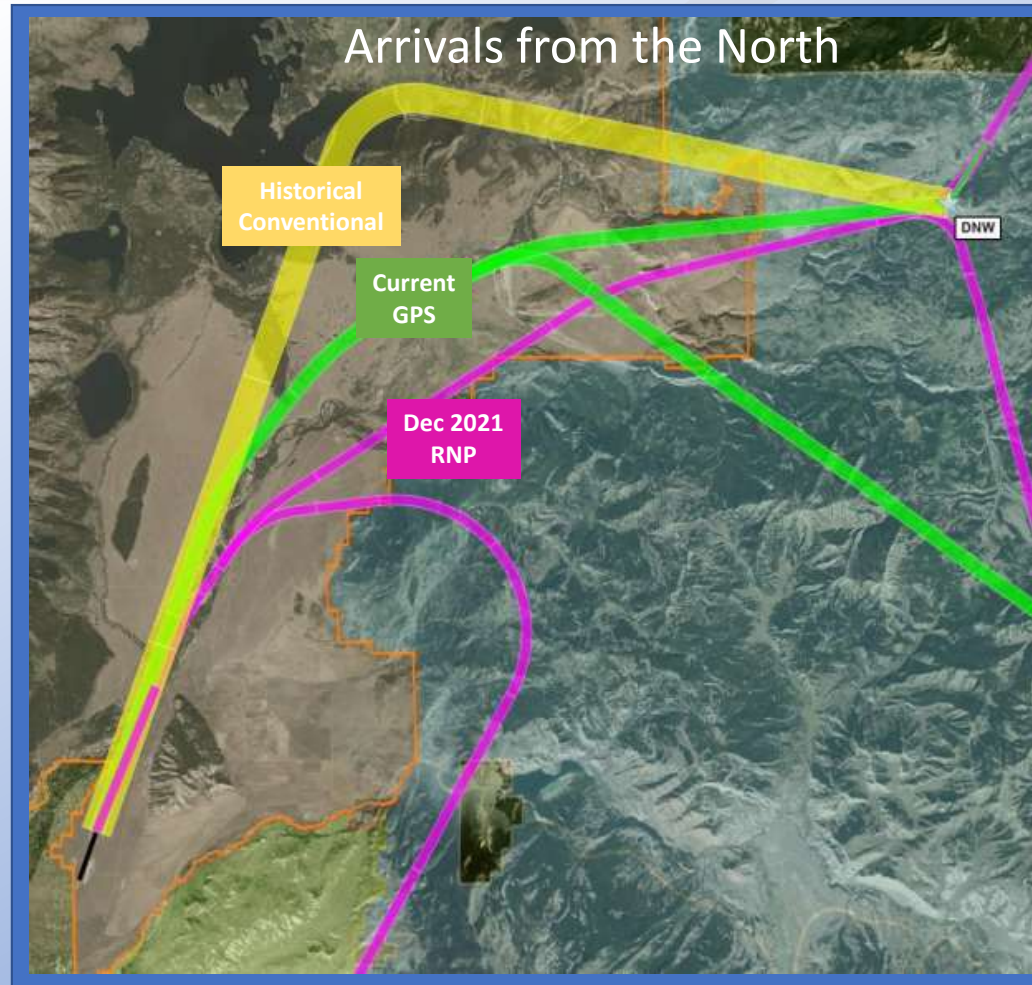 Arrivals from the North
Historical
Conventional
DNW
Current
GPS
Dec 2021
RNP